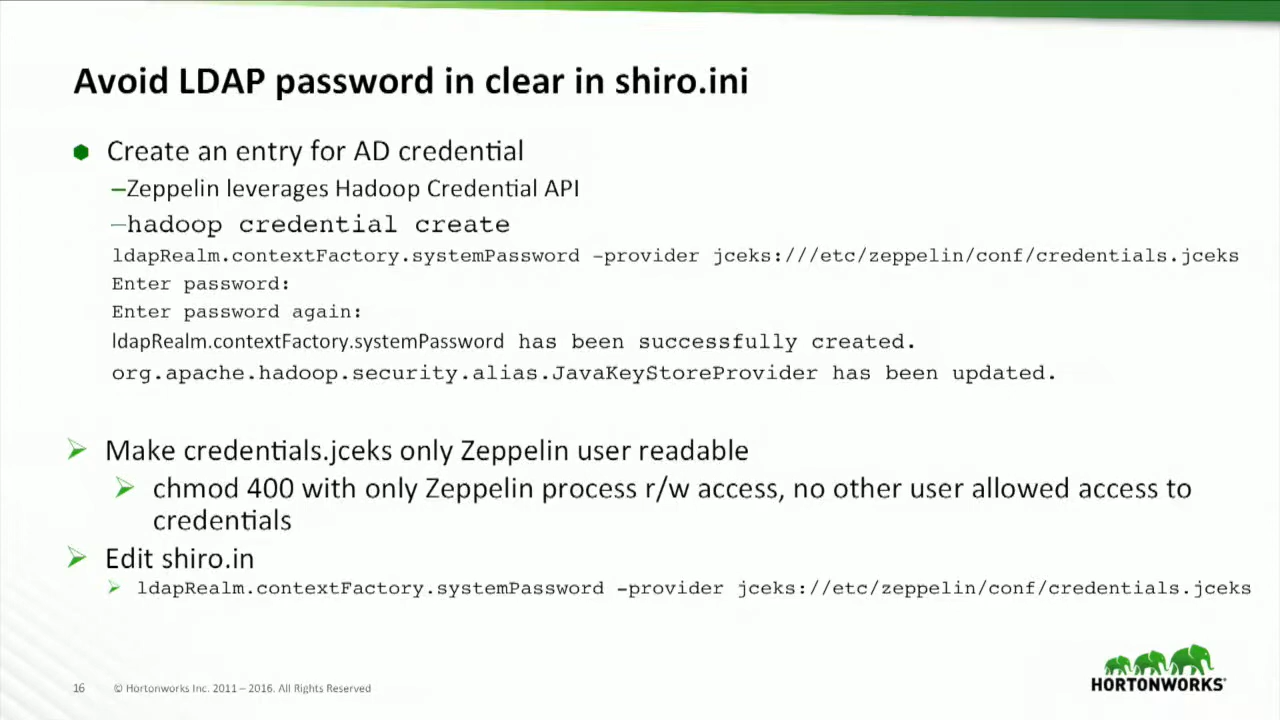 Avoid LDAP password in clear in shiro.ini
Create an entry for AD credential
–Zeppelin leverages Hadoop Credential API
–hadoop credential create
ldapRealm.contextFactory.systemPassword –provider jceks:///etc/zeppelin/conf/credentials.jceks
Enter password:
Enter password again:
ldapRealm.contextFactory.systemPassword has been successfully created.
org.apache.hadoop.security.alias.JavaKeyStoreProvider has been updated.
Make credentials.jceks only Zeppelin user readable
chmod 400 with only Zeppelin process r/w access, no other user allowed access to
credentials
Edit shiro.in
ldapRealm.contextFactory.systemPassword –provider jceks://etc/zeppelin/conf/credentials.jceks
16 © Hortonworks Inc. 2011 – 2016. All Rights Reserved
HORTONWORKS